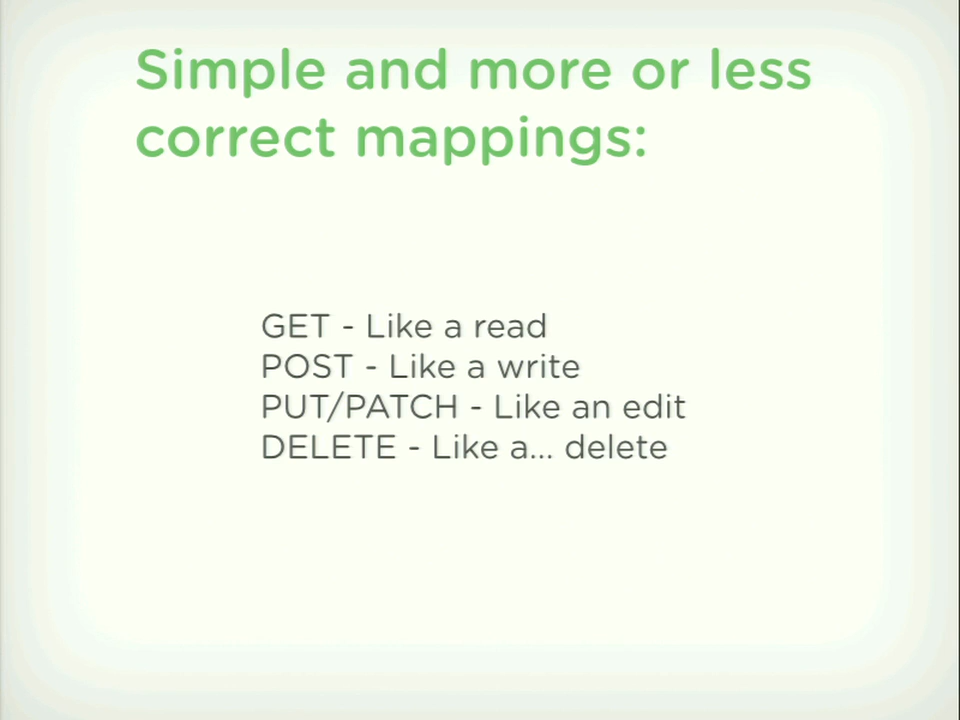 Simple and more or less
correct mappings:
GET - Like a read
POST - Like a write
PUT/PATCH - Like an edit
DELETE - Like a... delete